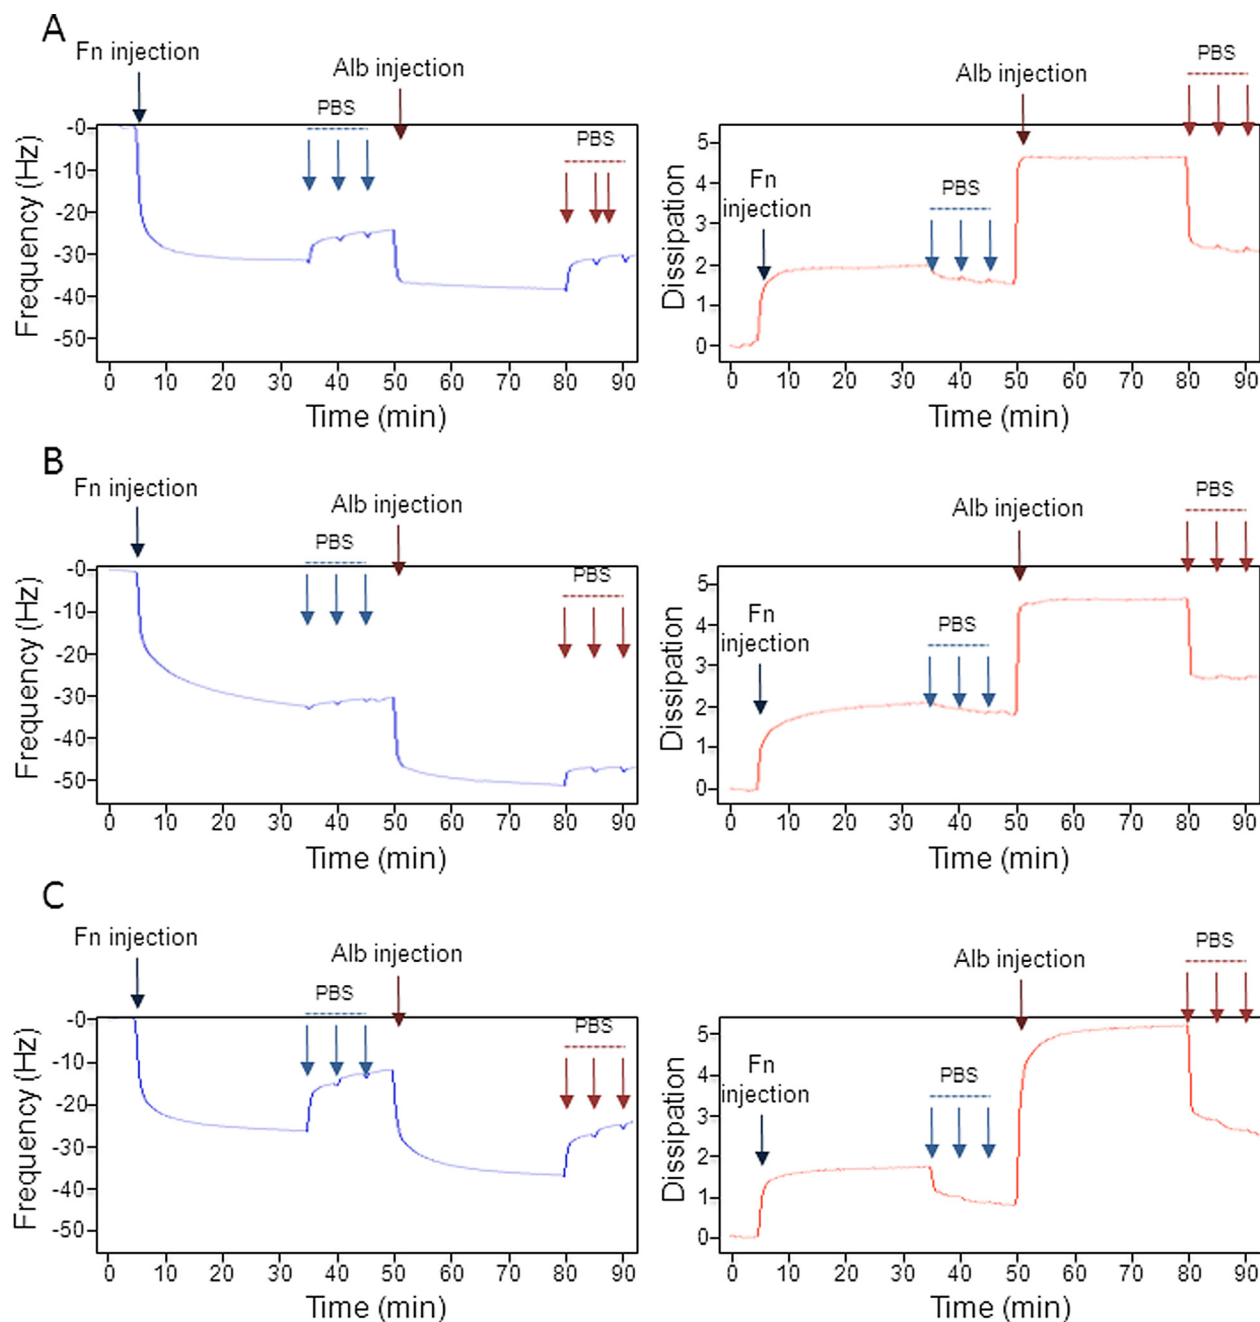 A
Fn injection
Alb injection
PBS
PBS
-0
-10
-20
-30
-40
-50
Frequency (Hz)
0 10 20 30 40 50 60 70 80 90
Time (min)
Alb injection
PBS
Fn
injection
PBS
5
4
3
2
1
0
Dissipation
0 10 20 30 40 50 60 70 80 90
Time (min)
B
Fn injection
Alb injection
PBS
PBS
-0
-10
-20
-30
-40
-50
Frequency (Hz)
0 10 20 30 40 50 60 70 80 90
Time (min)
PBS
Alb injection
Fn
injection
PBS
5
4
3
2
1
0
Dissipation
0 10 20 30 40 50 60 70 80 90
Time (min)
C
Fn injection
Alb injection
PBS
PBS
-0
-10
-20
-30
-40
-50
Frequency (Hz)
0 10 20 30 40 50 60 70 80 90
Time (min)
PBS
Alb injection
Fn
injection
PBS
5
4
3
2
1
0
Dissipation
0 10 20 30 40 50 60 70 80 90
Time (min)